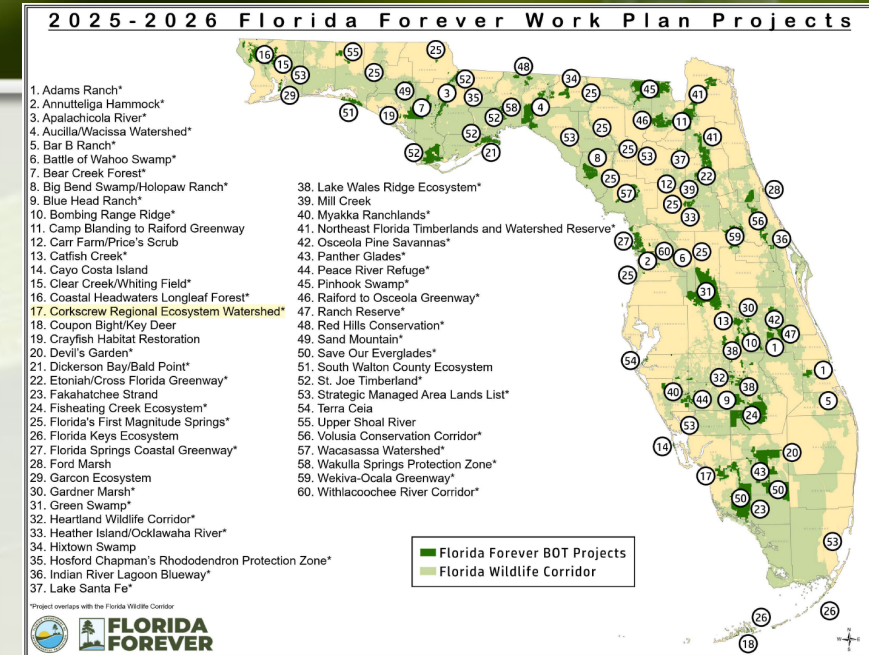 2025-2026 Florida Forever Work Plan Projects
1. Adams Ranch*
2. Annutteliga Hammock*
3. Apalachicola River*
4. Aucilla/Wacissa Watershed*
5. Bar B Ranch*
6. Battle of Wahoo Swamp*
7. Bear Creek Forest*
8. Big Bend Swamp/Holopaw Ranch*
9. Blue Head Ranch*
10. Bombing Range Ridge*
11. Camp Blanding to Raiford Greenway
12. Carr Farm/Price's Scrub
13. Catfish Creek*
14. Cayo Costa Island
15. Clear Creek/Whiting Field*
16. Coastal Headwaters Longleaf Forest*
17. Corkscrew Regional Ecosystem Watershed*
18. Coupon Bight/Key Deer
19. Crayfish Habitat Restoration
20. Devil's Garden*
21. Dickerson Bay/Bald Point*
22. Etoniah/Cross Florida Greenway*
23. Fakahatchee Strand
24. Fisheating Creek Ecosystem*
25. Florida's First Magnitude Springs*
26. Florida Keys Ecosystem
27. Florida Springs Coastal Greenway*
28. Ford Marsh
29. Garcon Ecosystem
30. Gardner Marsh*
31. Green Swamp*
32. Heartland Wildlife Corridor*
33. Heather Island/Ocklawaha River*
34. Hixtown Swamp
35. Hosford Chapman's Rhododendron Protection Zone*
36. Indian River Lagoon Blueway*
37. Lake Santa Fe*
38. Lake Wales Ridge Ecosystem*
39. Mill Creek
40. Myakka Ranchlands*
41. Northeast Florida Timberlands and Watershed Reserve*
42. Osceola Pine Savannas*
43. Panther Glades*
44. Peace River Refuge*
45. Pinhook Swamp*
46. Raiford to Osceola Greenway*
47. Ranch Reserve*
48. Red Hills Conservation*
49. Sand Mountain*
50. Save Our Everglades*
51. South Walton County Ecosystem
52. St. Joe Timberland*
53. Strategic Managed Area Lands List*
54. Terra Ceia
55. Upper Shoal River
56. Volusia Conservation Corridor*
57. Wacasassa Watershed*
58. Wakulla Springs Protection Zone*
59. Wekiva-Ocala Greenway*
60. Withlacoochee River Corridor*
Florida Forever BOT Projects
Florida Wildlife Corridor
*Project overlaps with the Florida Wildlife Corridor
FLORIDA
FOREVER